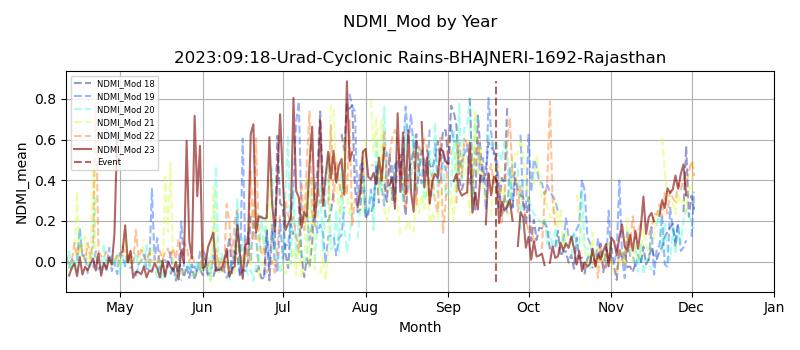 NDMI_Mod by Year
2023:09:18-Urad-Cyclonic Rains-BHAJNERI-1692-Rajasthan
NDMI_Mod 18
NDMI_Mod 19
NDMI_Mod 20
NDMI_Mod 21
NDMI_Mod 22
NDMI_Mod 23
Event
NDMI_mean
0.8
0.6
0.4
0.2
0.0
May Jun Jul Aug Sep Oct Nov Dec Jan
Month